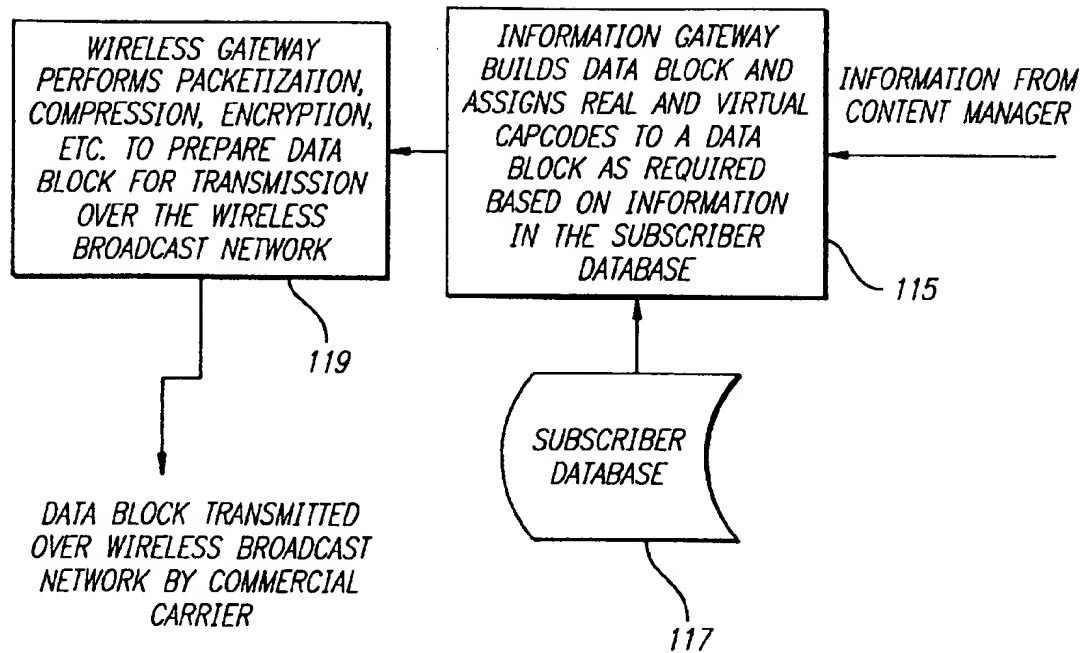 WIRELESS GATEWAY
PERFORMS PACKETIZATION,
COMPRESSION, ENCRYPTION,
ETC. TO PREPARE DATA
BLOCK FOR TRANSMISSION
OVER THE WIRELESS
BROADCAST NETWORK
119
INFORMATION GATEWAY
BUILDS DATA BLOCK AND
ASSIGNS REAL AND VIRTUAL
CAPCODES TO A DATA
BLOCK AS REQUIRED
BASED ON INFORMATION
IN THE SUBSCRIBER
DATABASE
115
INFORMATION FROM
CONTENT MANAGER
SUBSCRIBER
DATABASE
117
DATA BLOCK TRANSMITTED
OVER WIRELESS BROADCAST
NETWORK BY COMMERCIAL
CARRIER